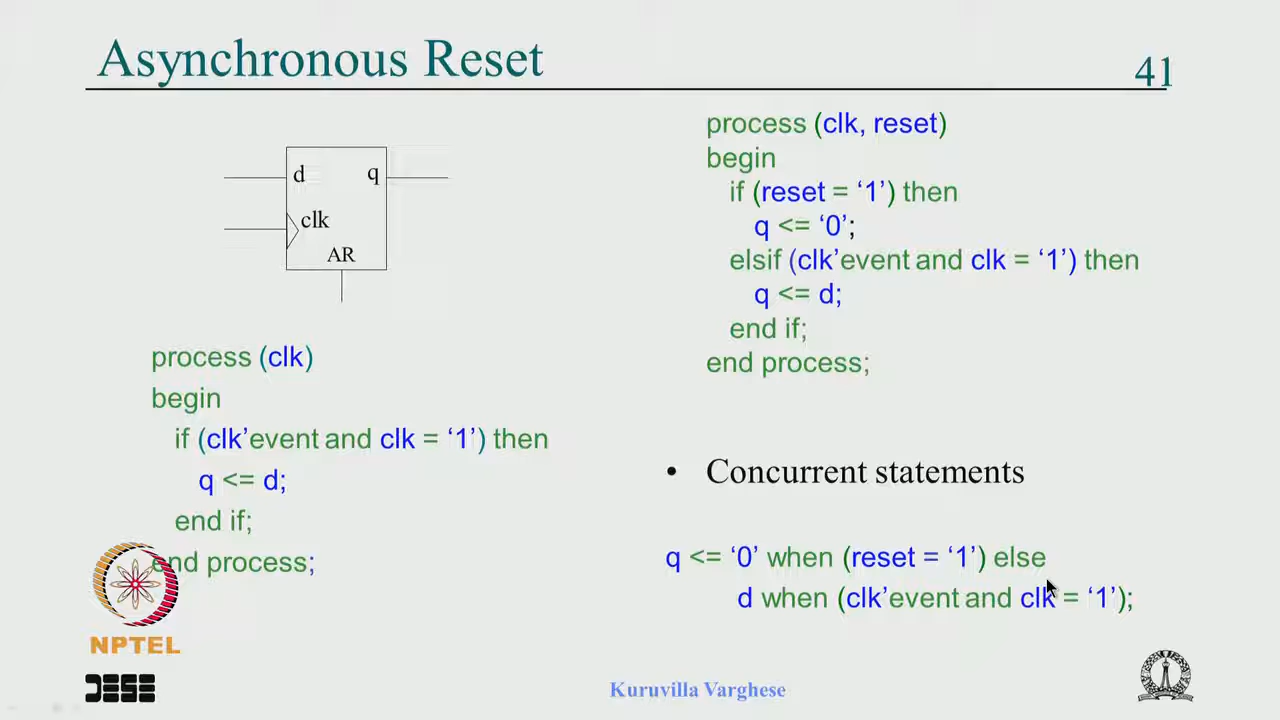 Asynchronous Reset
41
d q
clk
AR
process (clk)
begin
if (clk’event and clk = ‘1’) then
q <= d;
end if;
end process;
process (clk, reset)
begin
if (reset = ‘1’) then
q <= ‘0’;
elsif (clk’event and clk = ‘1’) then
q <= d;
end if;
end process;
• Concurrent statements
q <= ‘0’ when (reset = ‘1’) else
d when (clk’event and clk = ‘1’);
NPTEL
DESE
Kuruvilla Varghese